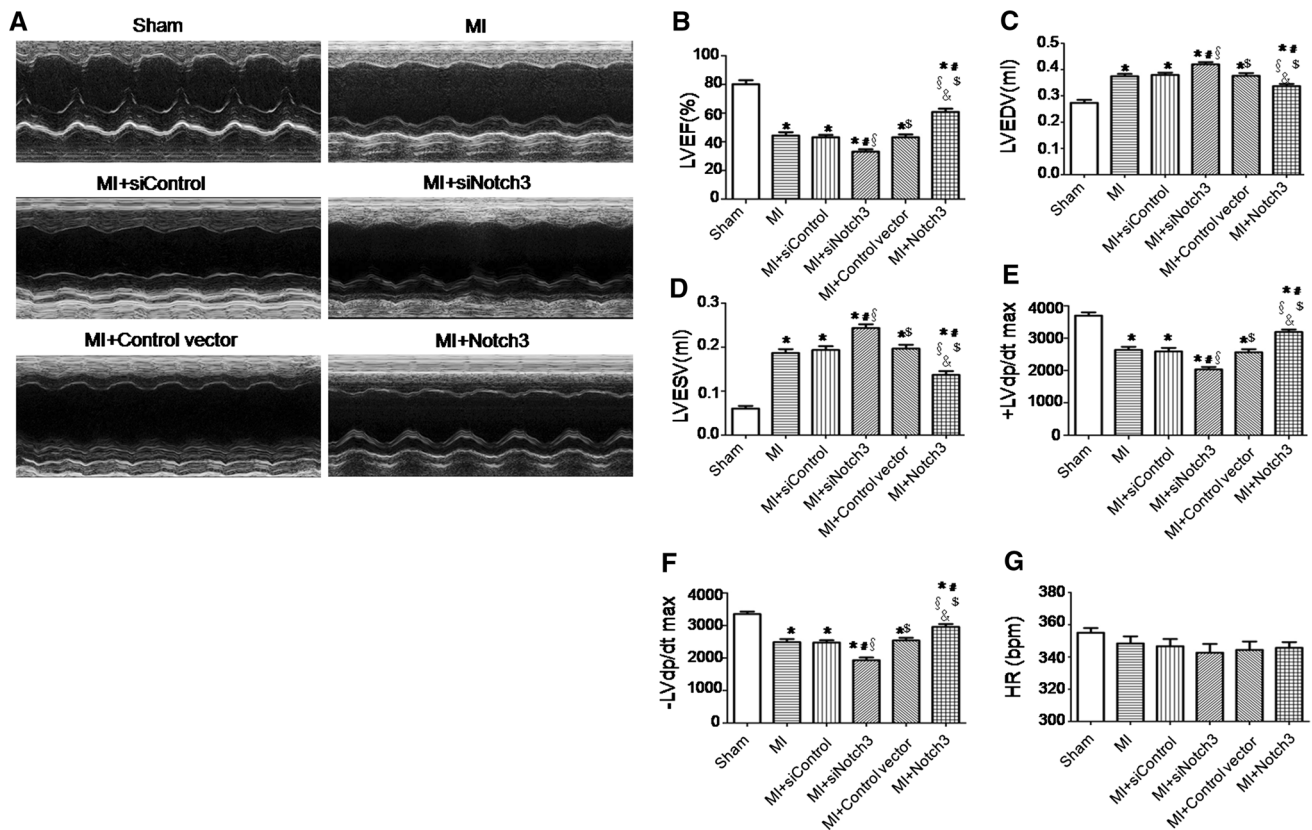 A
Sham
MI
MI+siControl
MI+siNotch3
MI+Control vector
MI+Notch3
B
LVEF(%)
100
80
60
40
20
0
*
*
*#§
*$
*#
§ $
&
Sham
MI
MI+siControl
MI+siNotch3
MI+Control vector
MI+Notch3
C
LVEDV(ml)
0.5
0.4
0.3
0.2
0.1
0.0
*
*
*#§
*$
*#
§ $
&
Sham
MI
MI+siControl
MI+siNotch3
MI+Control vector
MI+Notch3
D
LVESV(ml)
0.3
0.2
0.1
0.0
*
*
*#§
*$
*#
§ $
&
Sham
MI
MI+siControl
MI+siNotch3
MI+Control vector
MI+Notch3
E
+LVdp/dt max
4000
3000
2000
1000
0
*
*
*#§
*$
*#
§ $
&
Sham
MI
MI+siControl
MI+siNotch3
MI+Control vector
MI+Notch3
F
-LVdp/dt max
4000
3000
2000
1000
0
*
*
*#§
*$
*#
§ $
&
Sham
MI
MI+siControl
MI+siNotch3
MI+Control vector
MI+Notch3
G
HR (bpm)
380
360
340
320
300
Sham
MI
MI+siControl
MI+siNotch3
MI+Control vector
MI+Notch3